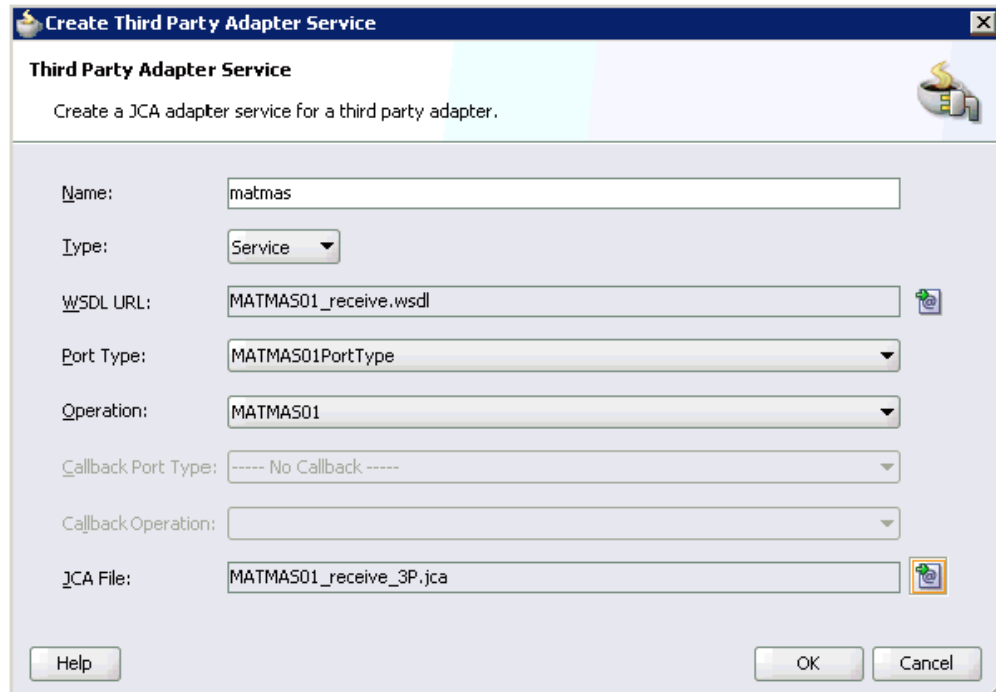 Create Third Party Adapter Service
Third Party Adapter Service
Create a JCA adapter service for a third party adapter.
Name: matmas
Type: Service
WSDL URL: MATMAS01_receive.wsdl
Port Type: MATMAS01PortType
Operation: MATMAS01
Callback Port Type: ----- No Callback -----
Callback Operation:
JCA File: MATMAS01_receive_3P.jca
Help OK Cancel